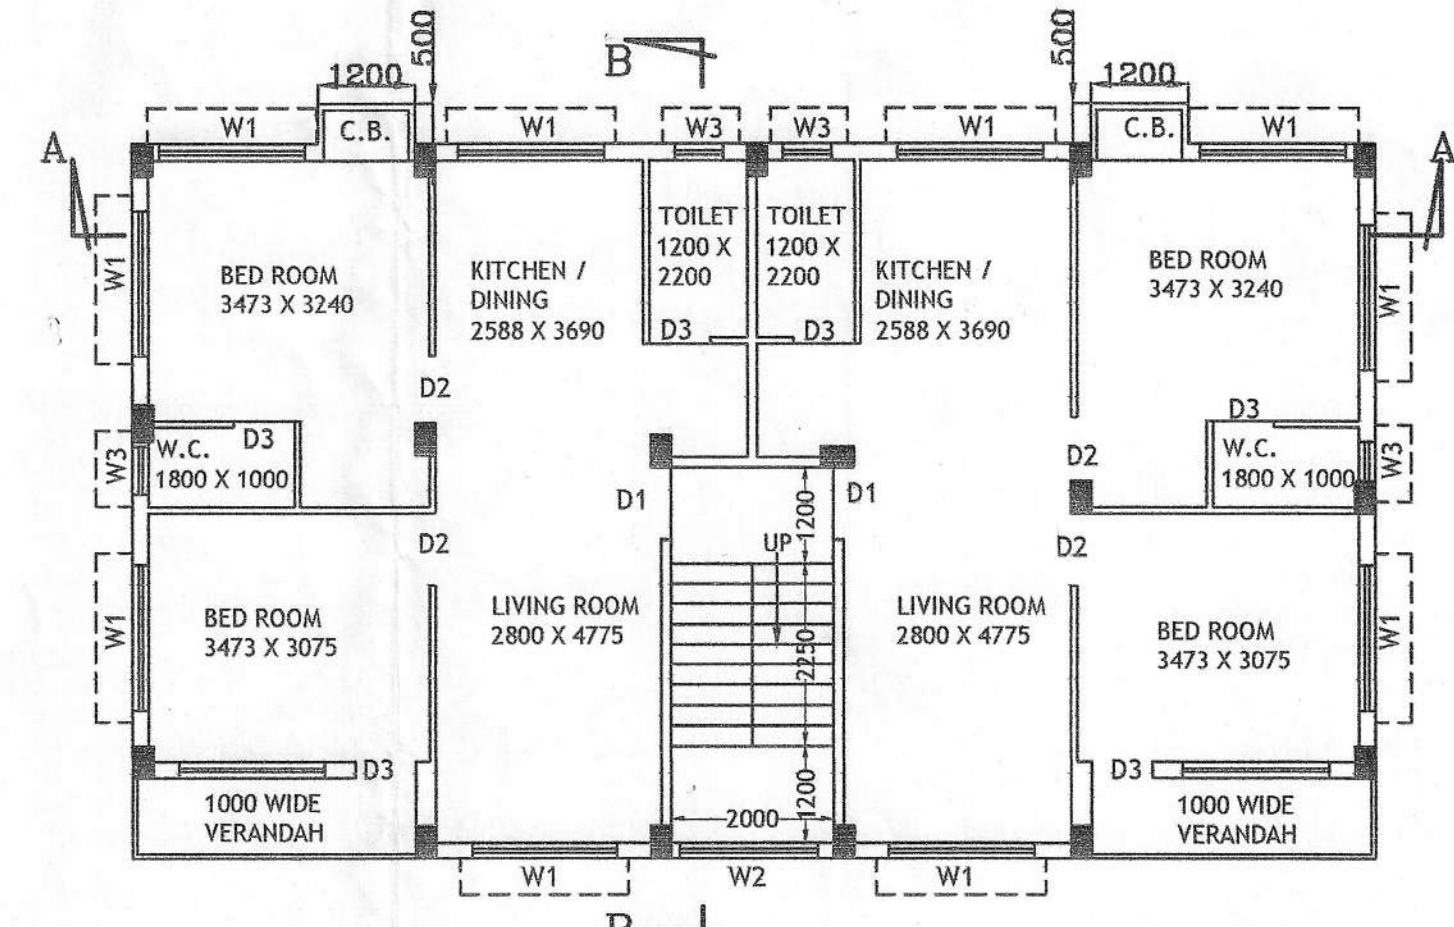 500
B
500
1200
1200
W1
C.B.
W1
W3
W3
W1
C.B.
W1
A
A
TOILET
1200 X
2200
TOILET
1200 X
2200
BED ROOM
3473 X 3240
KITCHEN /
DINING
2588 X 3690
KITCHEN /
DINING
2588 X 3690
BED ROOM
3473 X 3240
W1
W1
D3
D3
D2
D3
W.C.
1800 X 1000
W3
D2
D3
W.C.
1800 X 1000
W3
D1
D1
1200
UP
D2
D2
BED ROOM
3473 X 3075
LIVING ROOM
2800 X 4775
2250
LIVING ROOM
2800 X 4775
BED ROOM
3473 X 3075
W1
W1
D3
D3
1000 WIDE
VERANDAH
2000
1200
1000 WIDE
VERANDAH
W1
W2
W1
B